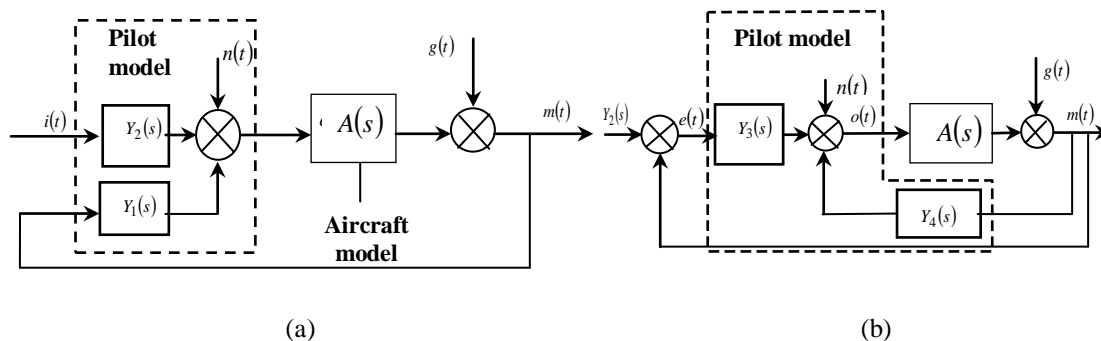 Pilot
model
n(t)
g(t)
i(t)
Y₂(s)
A(s)
m(t)
Y₁(s)
Aircraft
model
(a)
Pilot model
n(t)
g(t)
Y₂(s)
e(t)
Y₃(s)
o(t)
A(s)
m(t)
Y₄(s)
(b)